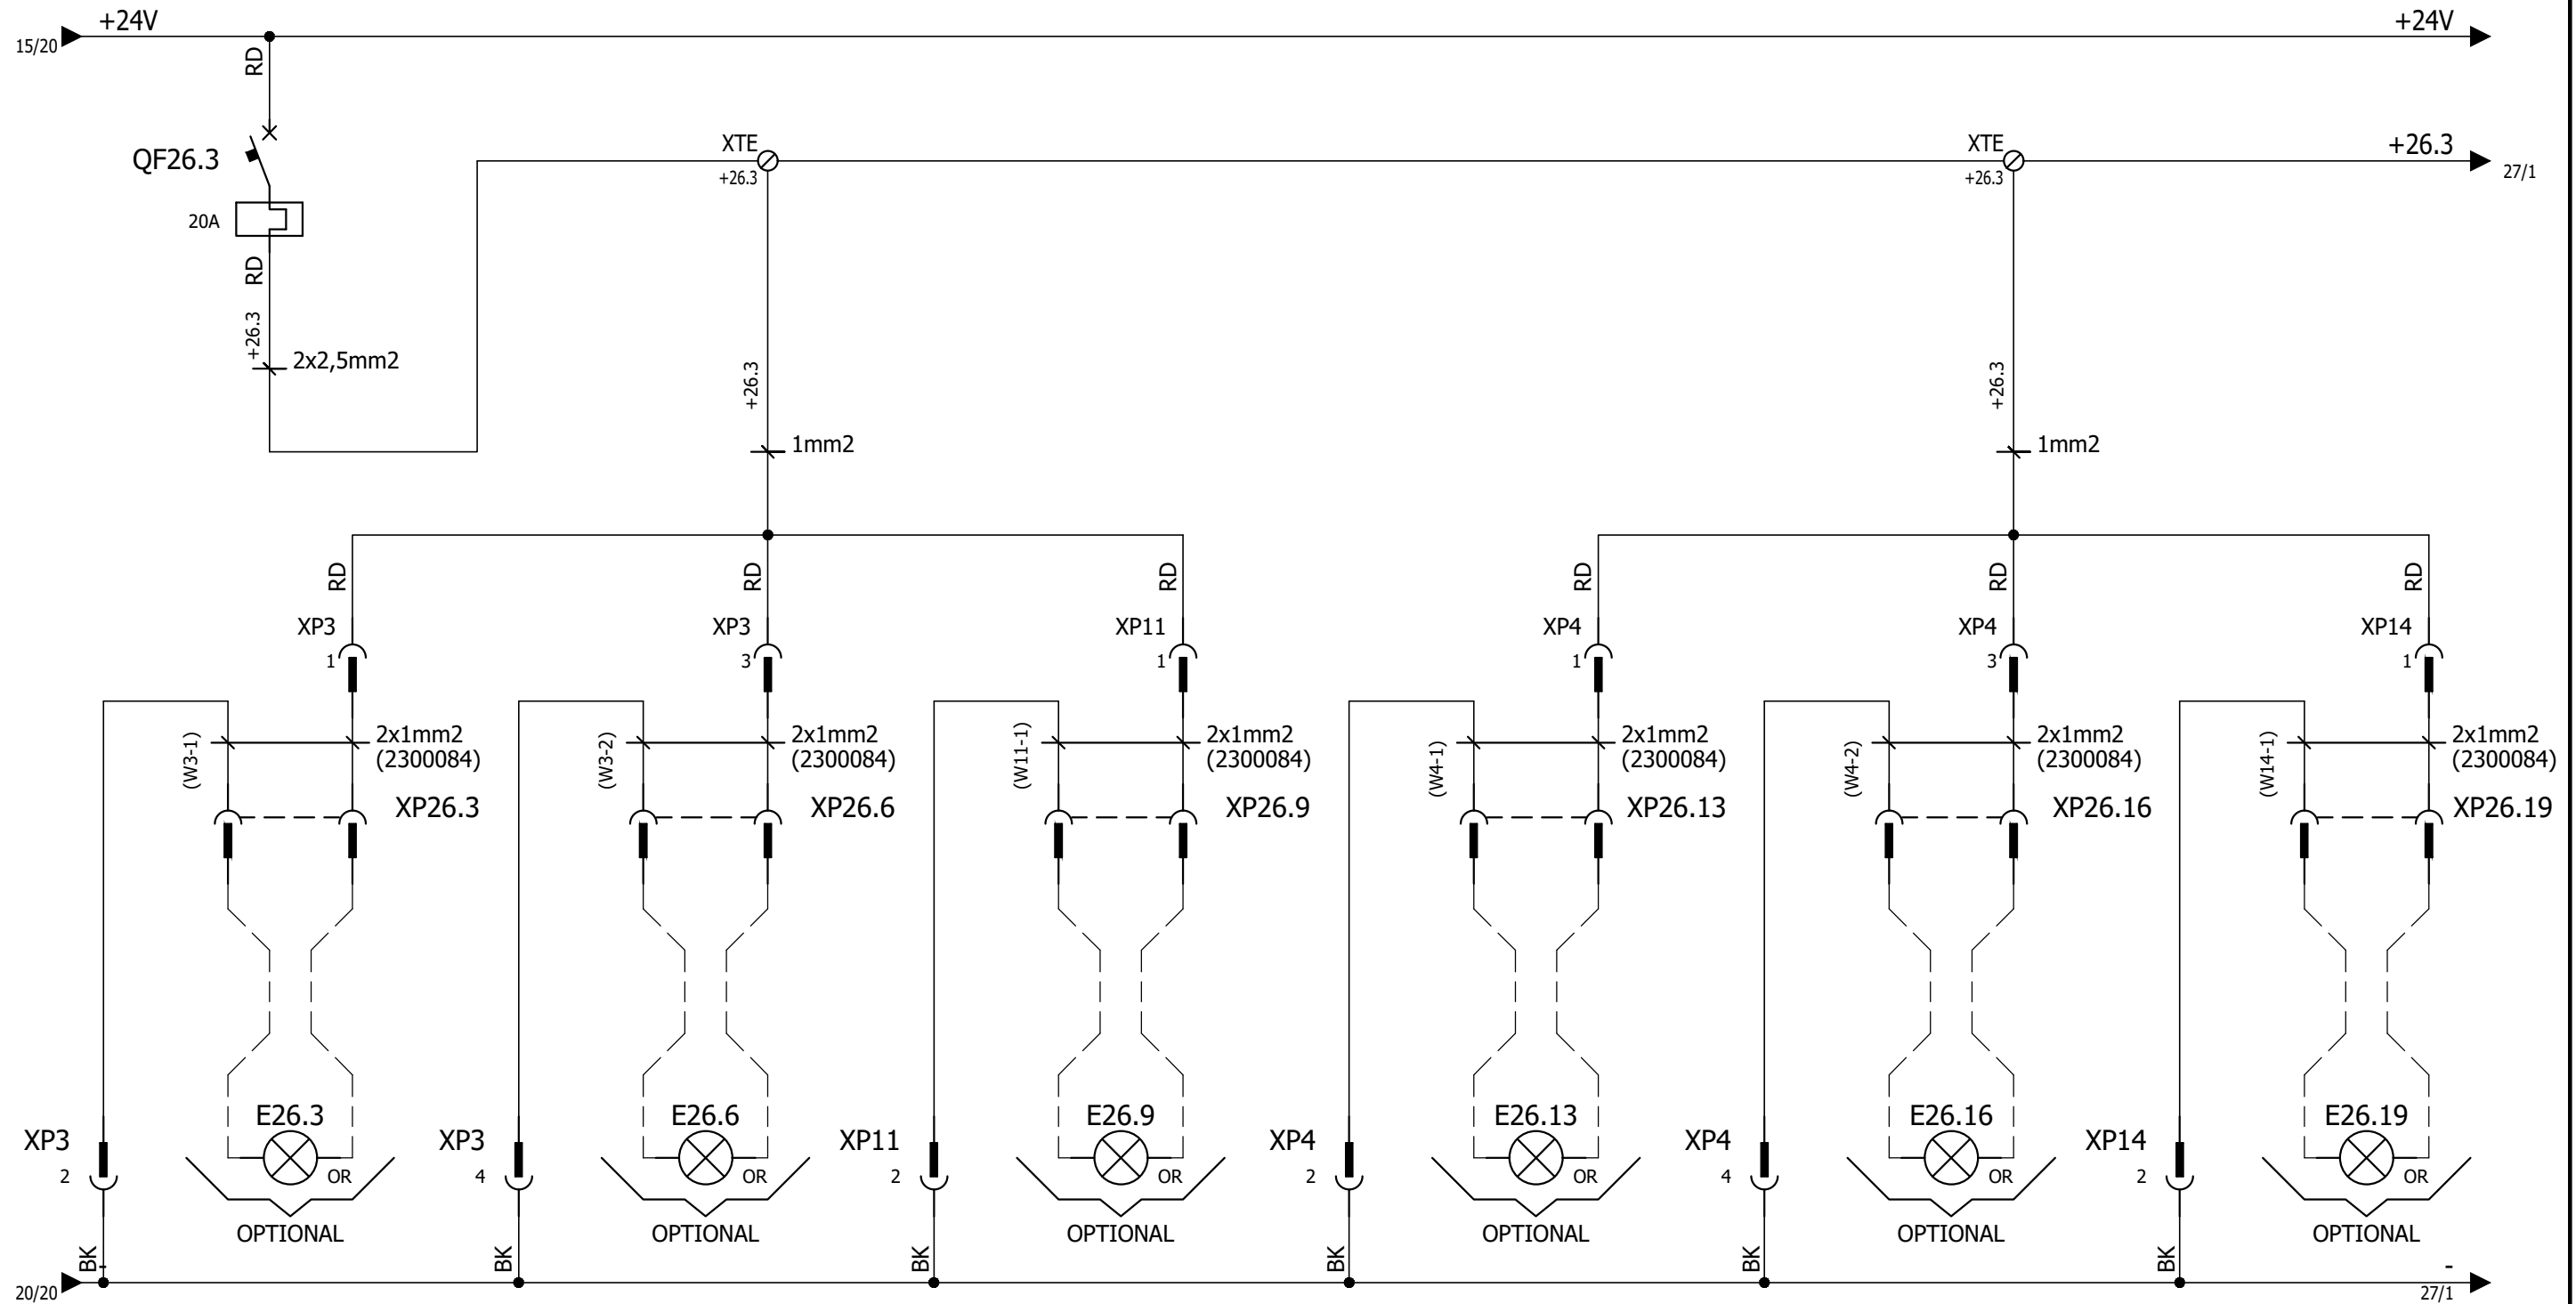 +24V
+24V
15/20
RD
QF26.3
20A
RD
+26.3
2x2,5mm2
XTE
+26.3
XTE
+26.3
+26.3
27/1
+26.3
1mm2
+26.3
1mm2
RD
RD
RD
RD
RD
RD
XP3
1
XP3
3
XP11
1
XP4
1
XP4
3
XP14
1
(W3-1)
2x1mm2
(2300084)
XP26.3
(W3-2)
2x1mm2
(2300084)
XP26.6
(W11-1)
2x1mm2
(2300084)
XP26.9
(W4-1)
2x1mm2
(2300084)
XP26.13
(W4-2)
2x1mm2
(2300084)
XP26.16
(W14-1)
2x1mm2
(2300084)
XP26.19
XP3
2
E26.3
OR
OPTIONAL
XP3
4
E26.6
OR
OPTIONAL
XP11
2
E26.9
OR
OPTIONAL
XP4
2
E26.13
OR
OPTIONAL
XP4
4
E26.16
OR
OPTIONAL
XP14
2
E26.19
OR
OPTIONAL
BK
-
BK
BK
BK
BK
BK
-
20/20
27/1